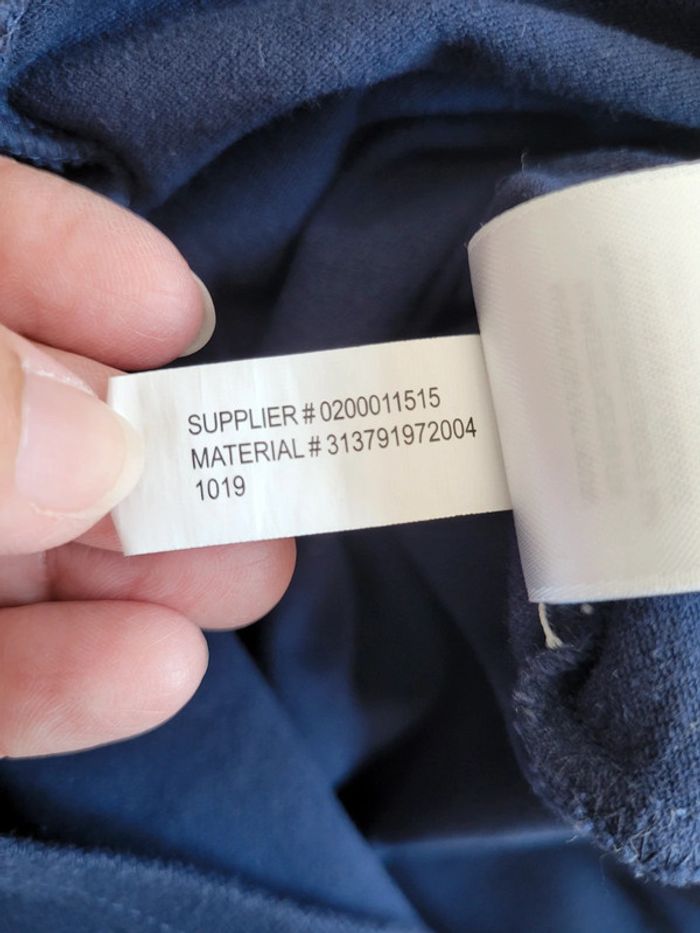 SUPPLIER # 0200011515
MATERIAL # 313791972004
1019